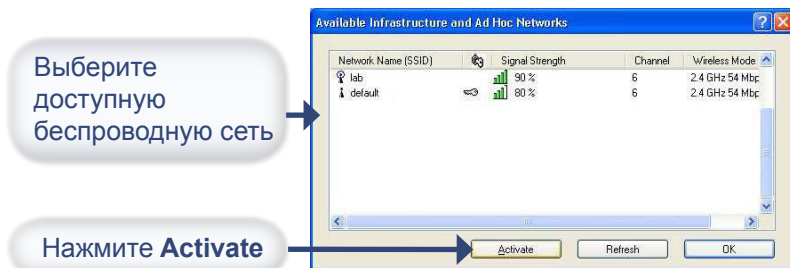 Available Infrastructure and Ad Hoc Networks
Network Name (SSID) Signal Strength Channel Wireless Mode
lab 90 % 6 2.4 GHz 54 Mbp
default 80 % 6 2.4 GHz 54 Mbp
Выберите
доступную
беспроводную сеть
Нажмите Activate
Activate Refresh OK